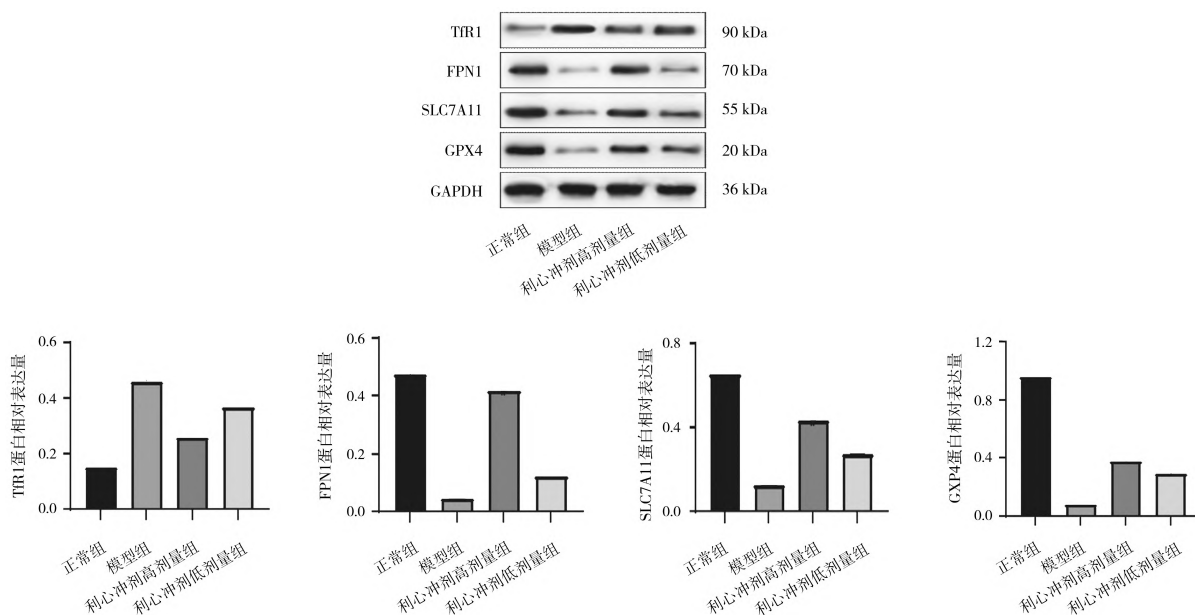 TfR1 90 kDa
FPN1 70 kDa
SLC7A11 55 kDa
GPX4 20 kDa
GAPDH 36 kDa
正常组
模型组
利心冲剂高剂量组
利心冲剂低剂量组
TfR1蛋白相对表达量
0.6
0.4
0.2
0.0
正常组
模型组
利心冲剂高剂量组
利心冲剂低剂量组
FPN1蛋白相对表达量
0.6
0.4
0.2
0.0
正常组
模型组
利心冲剂高剂量组
利心冲剂低剂量组
SLC7A11蛋白相对表达量
0.8
0.4
0.0
正常组
模型组
利心冲剂高剂量组
利心冲剂低剂量组
GXP4蛋白相对表达量
1.2
0.8
0.4
0.0
正常组
模型组
利心冲剂高剂量组
利心冲剂低剂量组